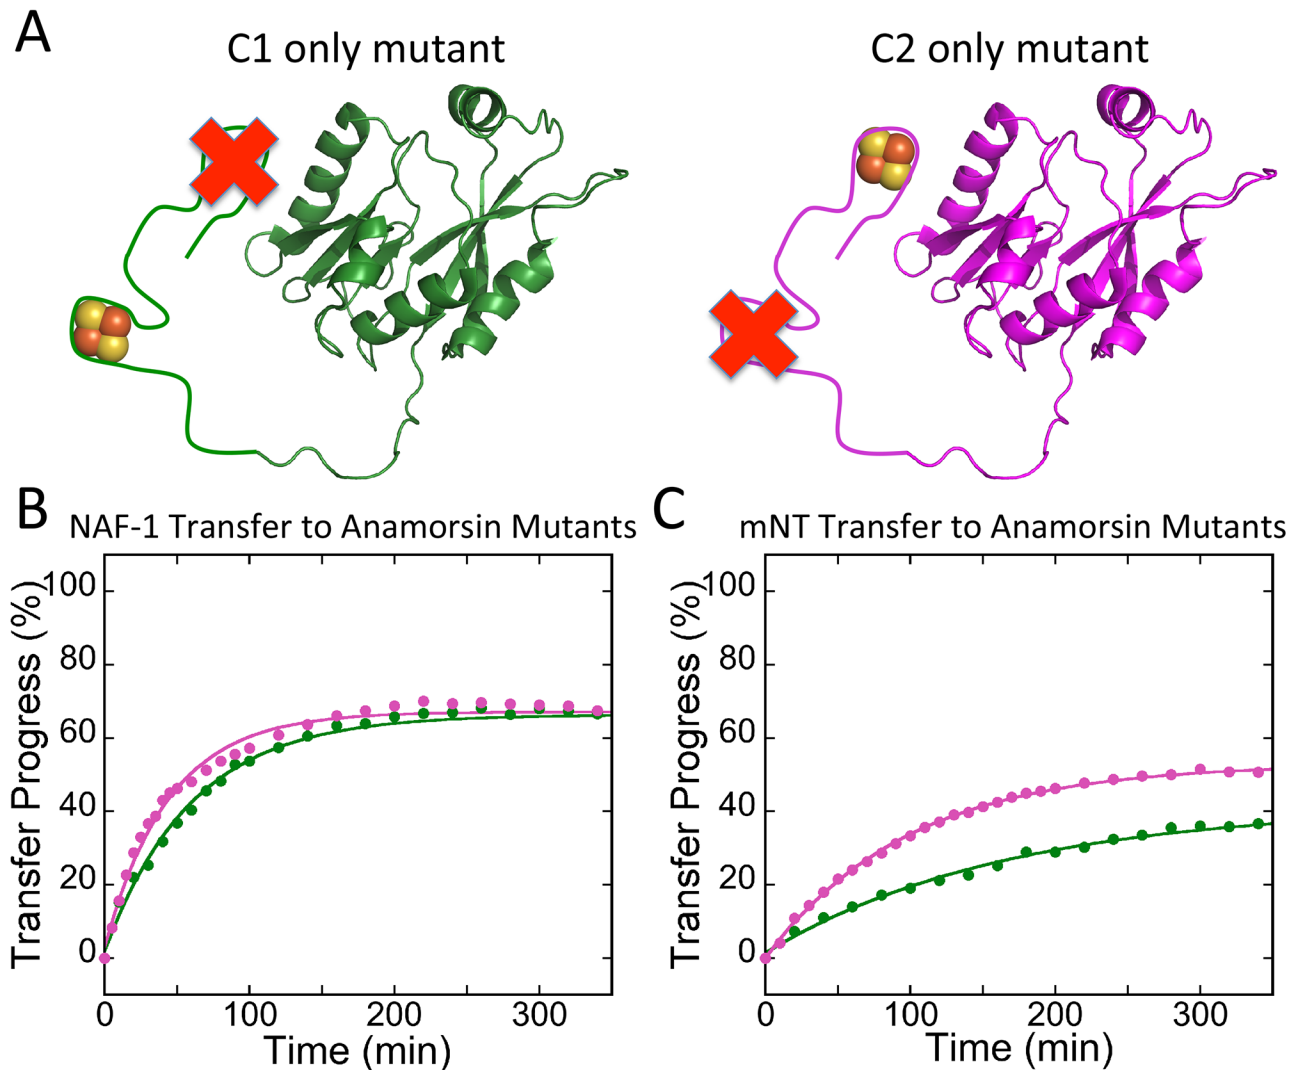 A
C1 only mutant
C2 only mutant
B
NAF-1 Transfer to Anamorsin Mutants
Transfer Progress (%)
100
80
60
40
20
0
0 100 200 300
Time (min)
C
mNT Transfer to Anamorsin Mutants
Transfer Progress (%)
100
80
60
40
20
0
0 100 200 300
Time (min)